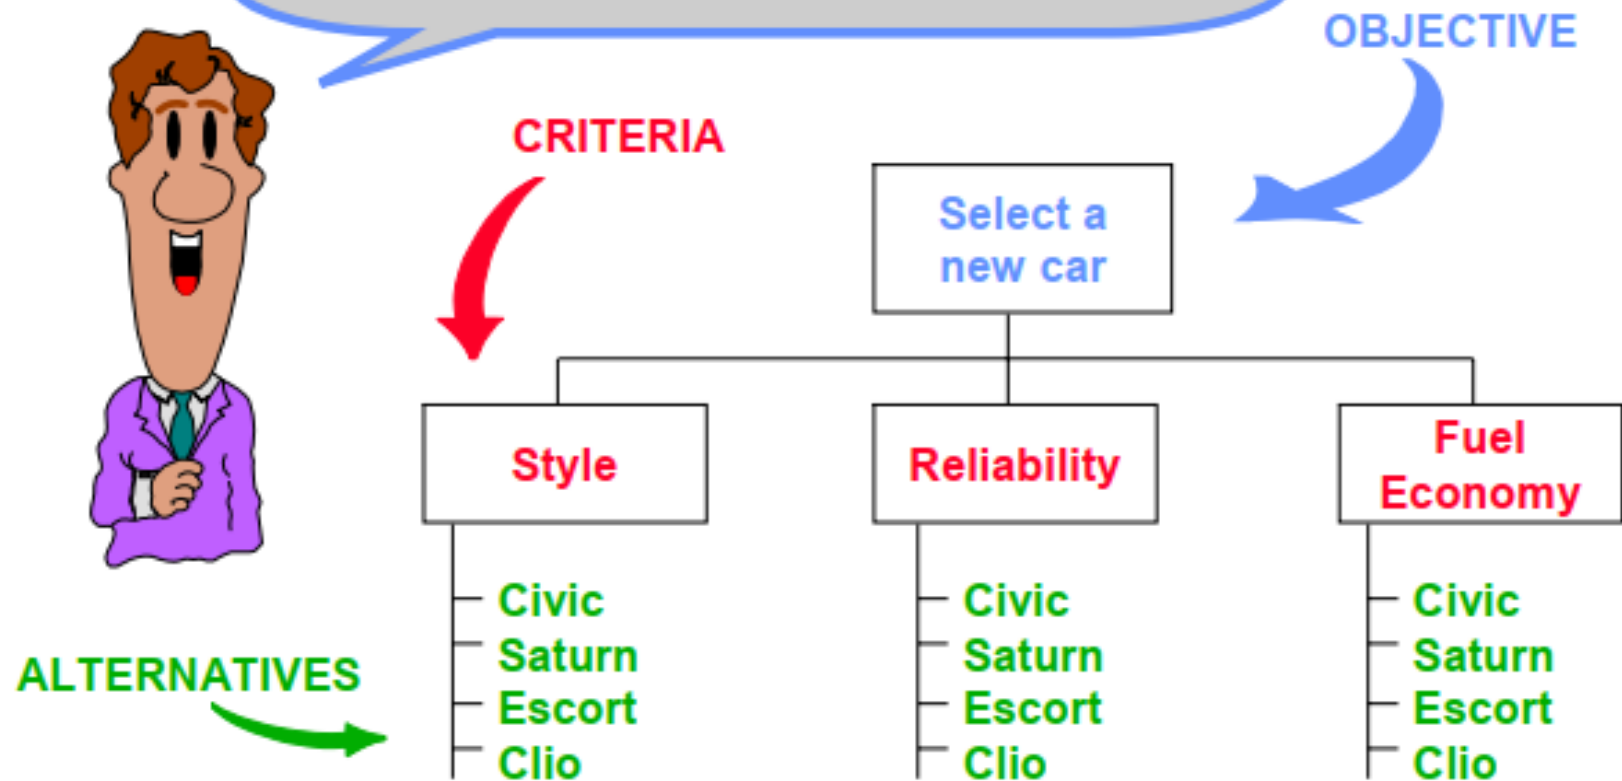 OBJECTIVE
CRITERIA
Select a
new car
Style
Reliability
Fuel
Economy
ALTERNATIVES
Civic
Saturn
Escort
Clio
Civic
Saturn
Escort
Clio
Civic
Saturn
Escort
Clio